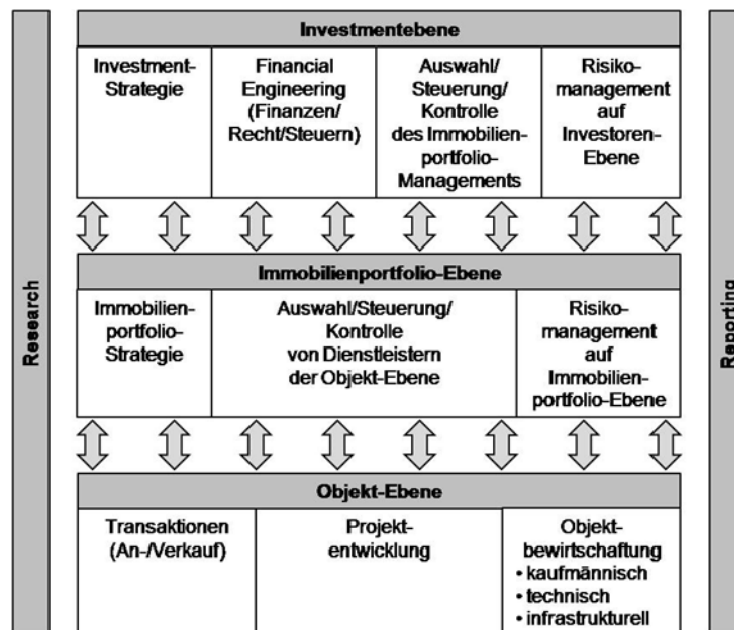 Research
Investmentebene
Investment-
Strategie
Financial
Engineering
(Finanzen/
Recht/Steuern)
Auswahl/
Steuerung/
Kontrolle
des Immobilien-
portfolio-
Managements
Risiko-
management
auf
Investoren-
Ebene
Immobilienportfolio-Ebene
Immobilien-
portfolio-
Strategie
Auswahl/Steuerung/
Kontrolle
von Dienstleistern
der Objekt-Ebene
Risiko-
management
auf
Immobilien-
portfolio-Ebene
Objekt-Ebene
Transaktionen
(An-/Verkauf)
Projekt-
entwicklung
Objekt-
bewirtschaftung
• kaufmännisch
• technisch
• infrastrukturell
Reporting